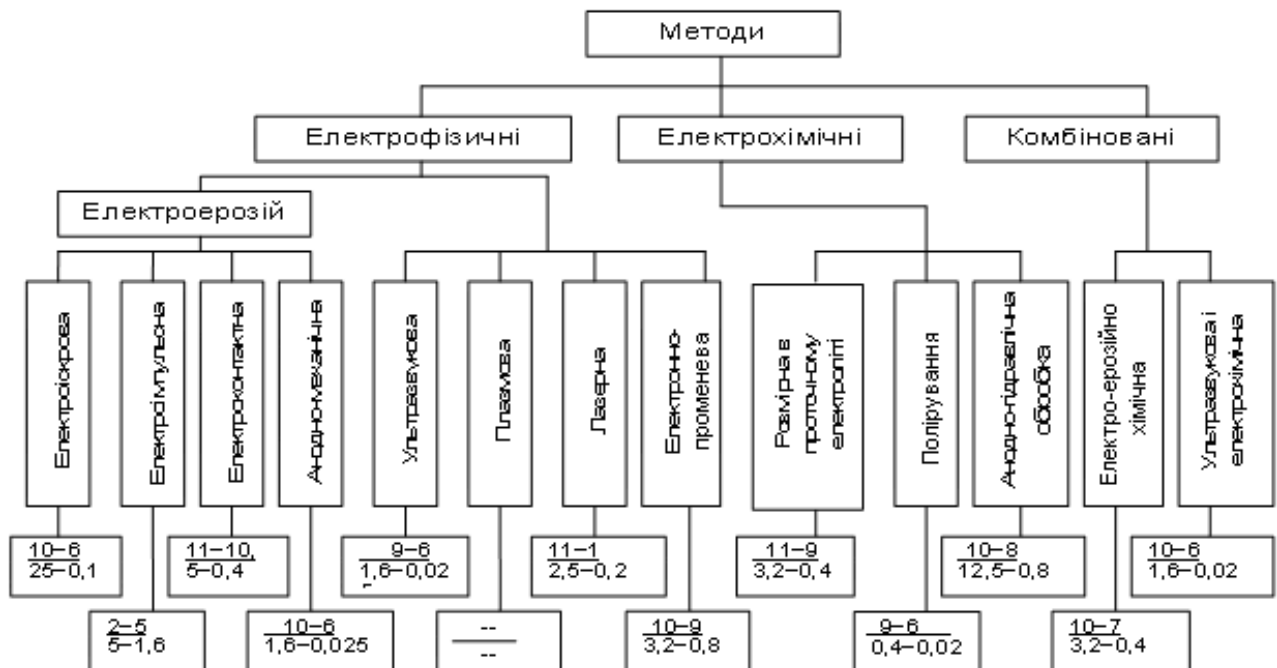 Методи
Електрофізичні
Електрохімічні
Комбіновані
Електроерозій
Електроіскрова
Електроімпульсна
Електроконтактна
Анодно-механічна
Ультразвукова
Плазмова
Лазерна
Електронно-
променева
Розмірна в
проточному
електроліті
Полірування
Анодно-гідравлічна
обробка
Електро-ерозійно
хімічна
Ультразвукова і
електрохімічна
10–6
25–0,1
11–10,
5–0,4
9–6
1,6–0,02
11–1
2,5–0,2
11–9
3,2–0,4
10–8
12,5–0,8
10–6
1,6–0,02
2–5
5–1,6
10–6
1,6–0,025
--
--
10–9
3,2–0,8
9–6
0,4–0,02
10–7
3,2–0,4